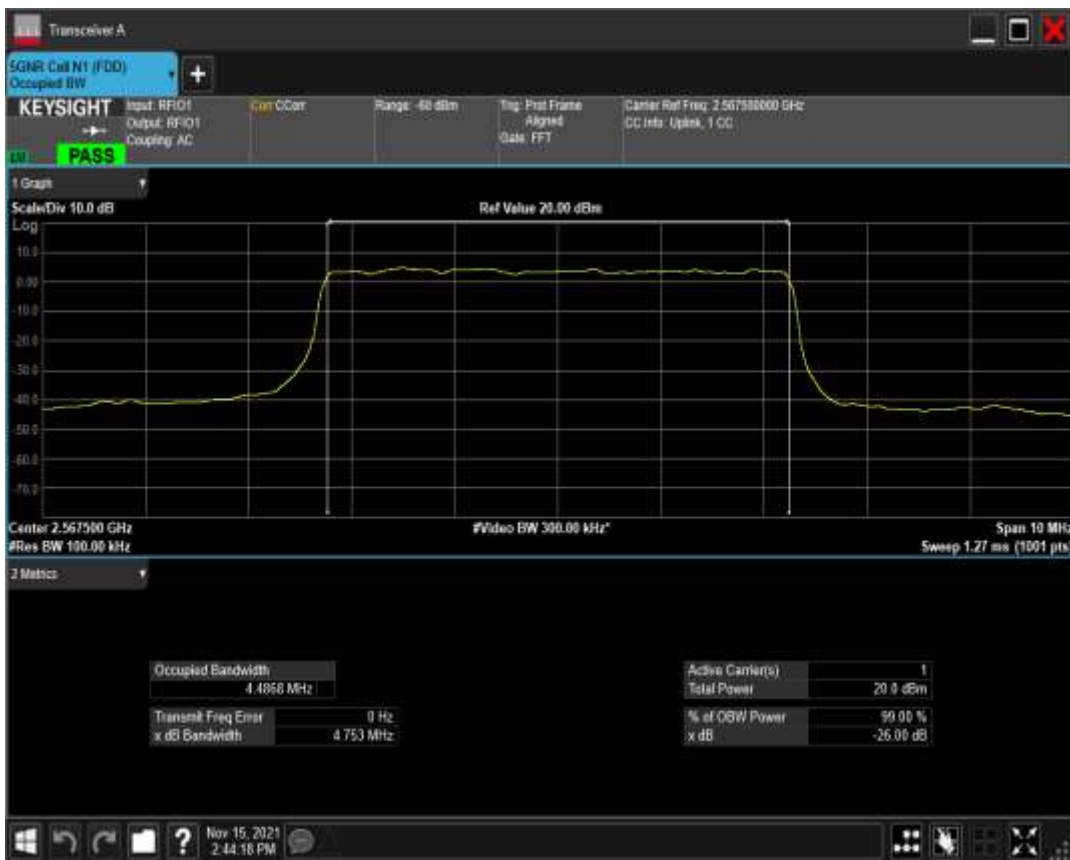 Transceiver A
5GNR Cell N1 (FDD)
Occupied BW
+
KEYSIGHT
Input: RFIO1
Output: RFIO1
Coupling: AC
Corr CCorr
Range: -60 dBm
Trig: Prot Frame
Aligned
Gate: FFT
Carrier Ref Freq: 2.567500000 GHz
CC Info: Uplink, 1 CC
PASS
1 Graph
Scale/Div 10.0 dB
Ref Value 20.00 dBm
Log
10.0
0.00
-10.0
-20.0
-30.0
-40.0
-50.0
-60.0
-70.0
Center 2.567500 GHz
#Video BW 300.00 kHz*
Span 10 MHz
#Res BW 100.00 kHz
Sweep 1.27 ms (1001 pts)
2 Metrics
Occupied Bandwidth
4.4868 MHz
Transmit Freq Error 0 Hz
x dB Bandwidth 4.753 MHz
Active Carrier(s) 1
Total Power 20.0 dBm
% of OBW Power 99.00 %
x dB -26.00 dB
?
Nov 15, 2021
2:44:18 PM